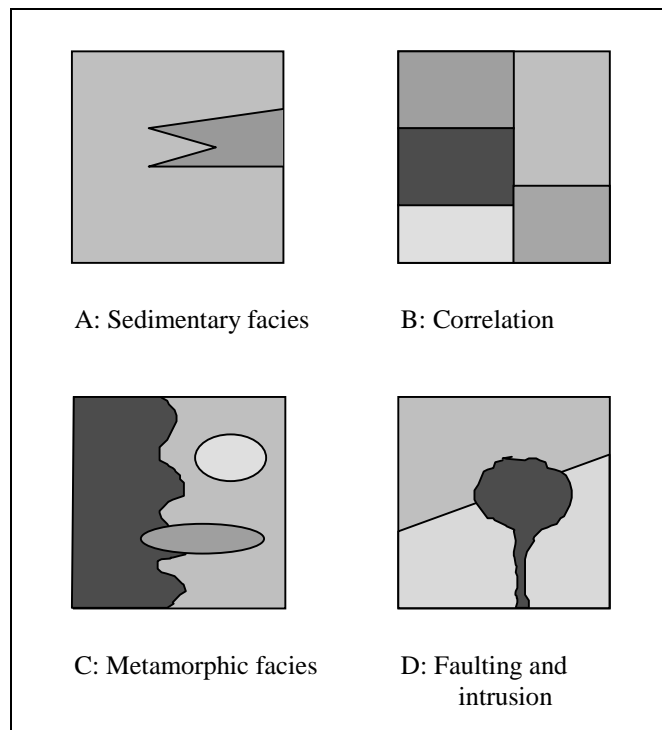 A: Sedimentary facies
B: Correlation
C: Metamorphic facies
D: Faulting and
intrusion